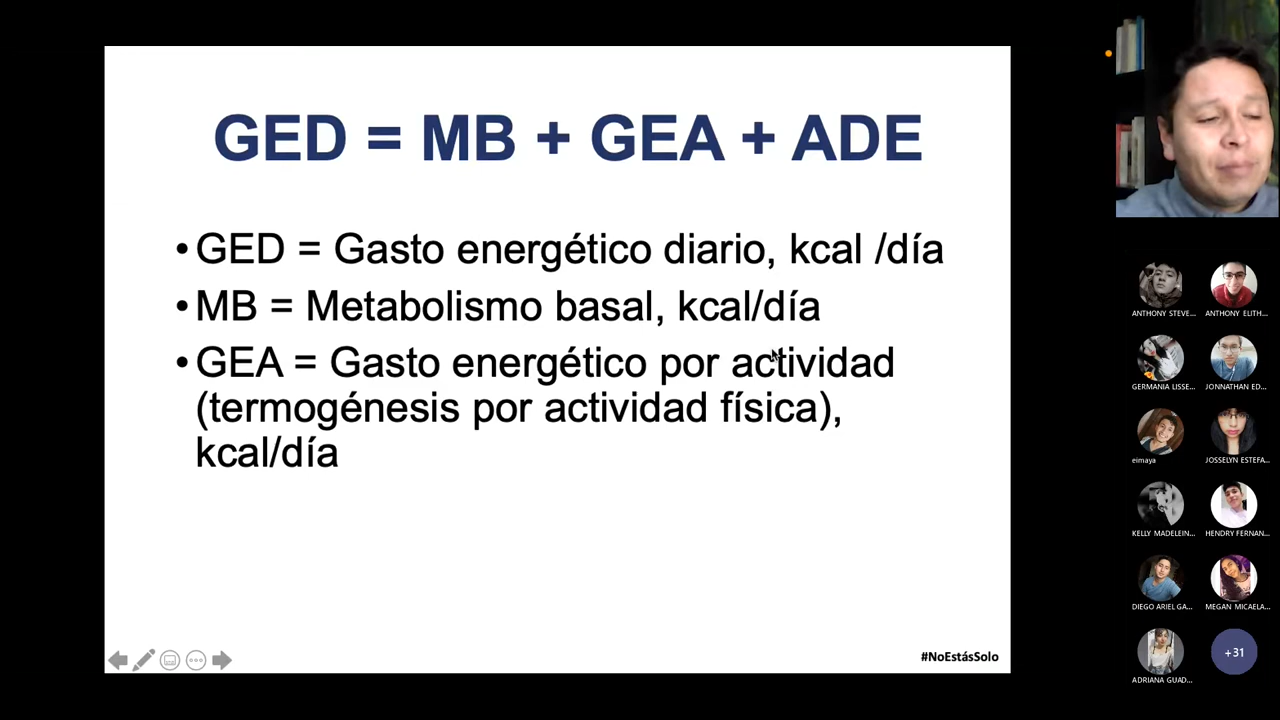 GED = MB + GEA + ADE
• GED = Gasto energético diario, kcal /día
• MB = Metabolismo basal, kcal/día
• GEA = Gasto energético por actividad
(termogénesis por actividad física),
kcal/día
#NoEstásSolo
ANTHONY STEVE...
ANTHONY ELITH...
GERMANIA LISSE...
JONNATHAN ED...
eimaya
JOSSELYN ESTEFA...
KELLY MADELEIN...
HENDRY FERNAN...
DIEGO ARIEL GA...
MEGAN MICAELA...
ADRIANA GUAD...
+31